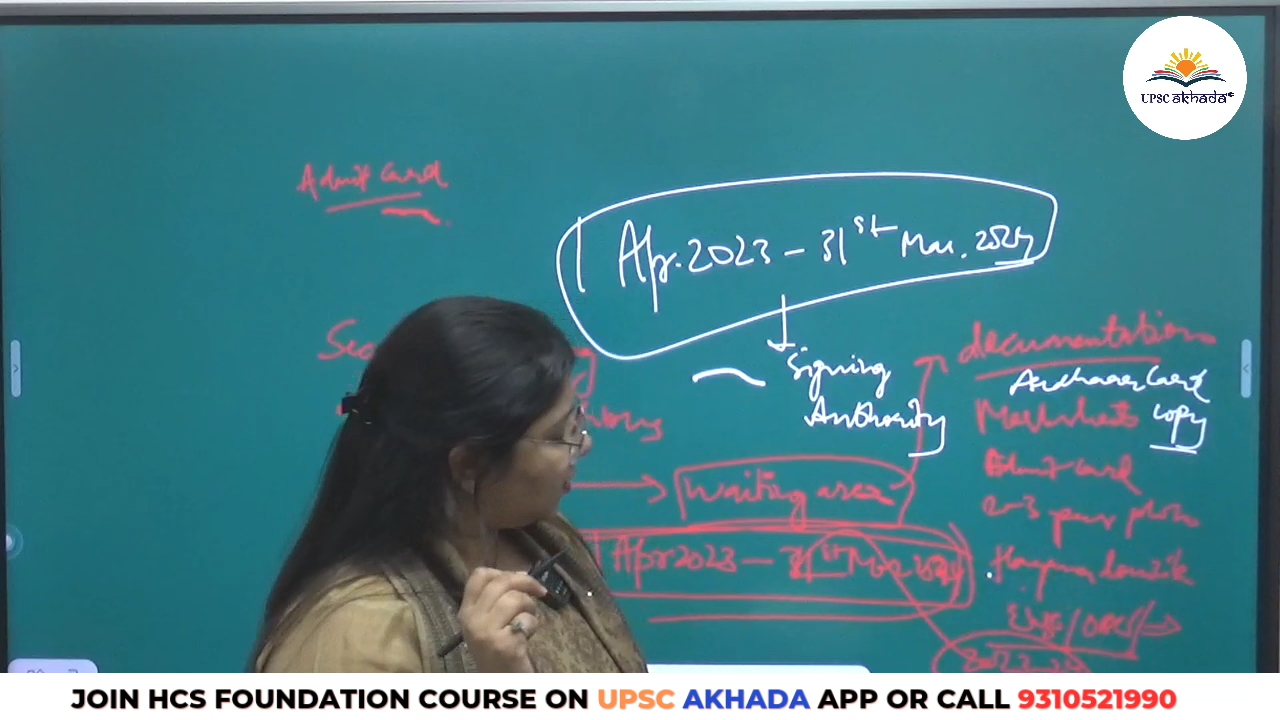 UPSC akhada
Admit card
1 Apr. 2023 – 31st Mar. 2024
Signing
Authority
documentations
Aadhaar Card
Marksheets copy
Admit card
2-3 pass photo
Waiting area
1 Apr 2023 – 31st Mar 2024
JOIN HCS FOUNDATION COURSE ON UPSC AKHADA APP OR CALL 9310521990